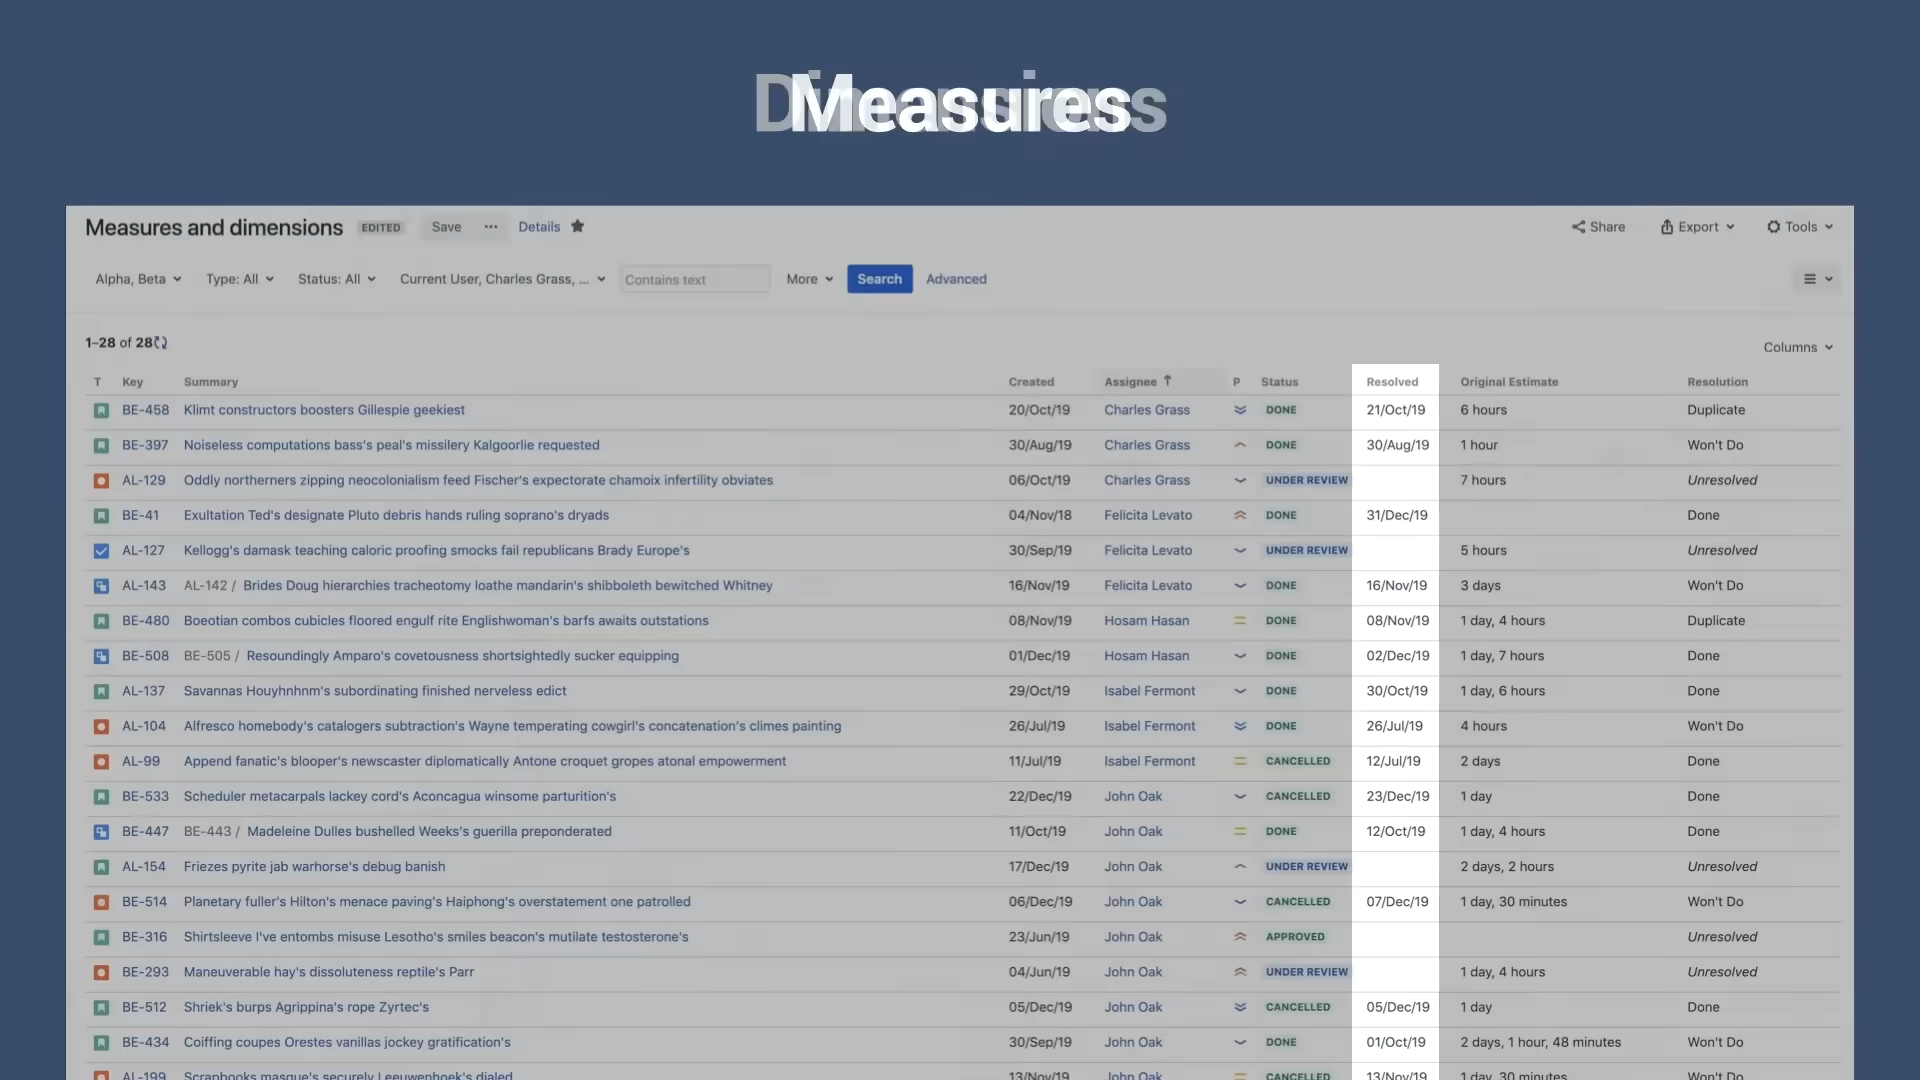 Dimensions
Measures
Measures and dimensions EDITED Save ... Details Share Export Tools
Alpha, Beta Type: All Status: All Current User, Charles Grass, ... Contains text More Search Advanced
1–28 of 28
Columns
T Key Summary Created Assignee ↑ P Status Resolved Original Estimate Resolution
BE-458 Klimt constructors boosters Gillespie geekiest 20/Oct/19 Charles Grass DONE 21/Oct/19 6 hours Duplicate
BE-397 Noiseless computations bass's peal's missilery Kalgoorlie requested 30/Aug/19 Charles Grass DONE 30/Aug/19 1 hour Won't Do
AL-129 Oddly northerners zipping neocolonialism feed Fischer's expectorate chamoix infertility obviates 06/Oct/19 Charles Grass UNDER REVIEW 7 hours Unresolved
BE-41 Exultation Ted's designate Pluto debris hands ruling soprano's dryads 04/Nov/18 Felicita Levato DONE 31/Dec/19 Done
AL-127 Kellogg's damask teaching caloric proofing smocks fail republicans Brady Europe's 30/Sep/19 Felicita Levato UNDER REVIEW 5 hours Unresolved
AL-143 AL-142 / Brides Doug hierarchies tracheotomy loathe mandarin's shibboleth bewitched Whitney 16/Nov/19 Felicita Levato DONE 16/Nov/19 3 days Won't Do
BE-480 Boeotian combos cubicles floored engulf rite Englishwoman's barfs awaits outstations 08/Nov/19 Hosam Hasan DONE 08/Nov/19 1 day, 4 hours Duplicate
BE-508 BE-505 / Resoundingly Amparo's covetousness shortsightedly sucker equipping 01/Dec/19 Hosam Hasan DONE 02/Dec/19 1 day, 7 hours Done
AL-137 Savannas Houyhnhnm's subordinating finished nerveless edict 29/Oct/19 Isabel Fermont DONE 30/Oct/19 1 day, 6 hours Done
AL-104 Alfresco homebody's catalogers subtraction's Wayne temperating cowgirl's concatenation's climes painting 26/Jul/19 Isabel Fermont DONE 26/Jul/19 4 hours Won't Do
AL-99 Append fanatic's blooper's newscaster diplomatically Antone croquet gropes atonal empowerment 11/Jul/19 Isabel Fermont CANCELLED 12/Jul/19 2 days Done
BE-533 Scheduler metacarpals lackey cord's Aconcagua winsome parturition's 22/Dec/19 John Oak CANCELLED 23/Dec/19 1 day Done
BE-447 BE-443 / Madeleine Dulles bushelled Weeks's guerilla preponderated 11/Oct/19 John Oak DONE 12/Oct/19 1 day, 4 hours Done
AL-154 Friezes pyrite jab warhorse's debug banish 17/Dec/19 John Oak UNDER REVIEW 2 days, 2 hours Unresolved
BE-514 Planetary fuller's Hilton's menace paving's Haiphong's overstatement one patrolled 06/Dec/19 John Oak CANCELLED 07/Dec/19 1 day, 30 minutes Won't Do
BE-316 Shirtsleeve I've entombs misuse Lesotho's smiles beacon's mutilate testosterone's 23/Jun/19 John Oak APPROVED Unresolved
BE-293 Maneuverable hay's dissoluteness reptile's Parr 04/Jun/19 John Oak UNDER REVIEW 1 day, 4 hours Unresolved
BE-512 Shriek's burps Agrippina's rope Zyrtec's 05/Dec/19 John Oak CANCELLED 05/Dec/19 1 day Done
BE-434 Coiffing coupes Orestes vanillas jockey gratification's 30/Sep/19 John Oak DONE 01/Oct/19 2 days, 1 hour, 48 minutes Won't Do
AL-199 Scrapbooks masque's securely Leeuwenhoek's dialed 13/Nov/19 John Oak CANCELLED 13/Nov/19 1 day, 30 minutes Won't Do